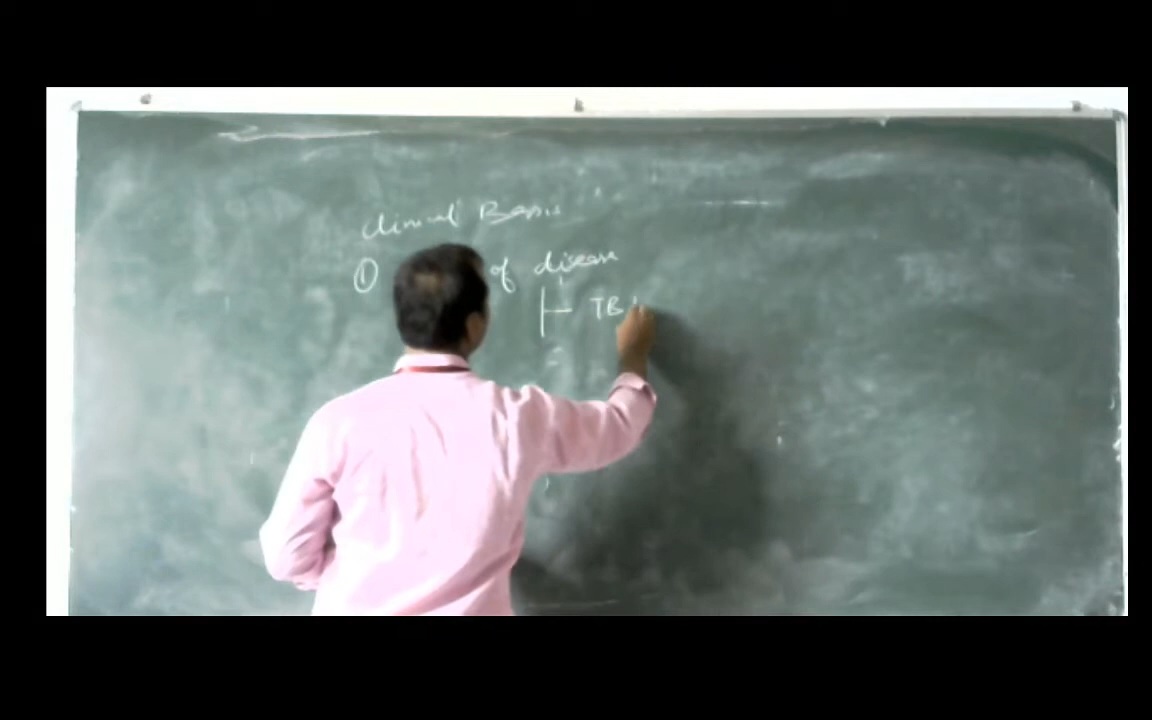 Clinical Basis
① of disease
TB